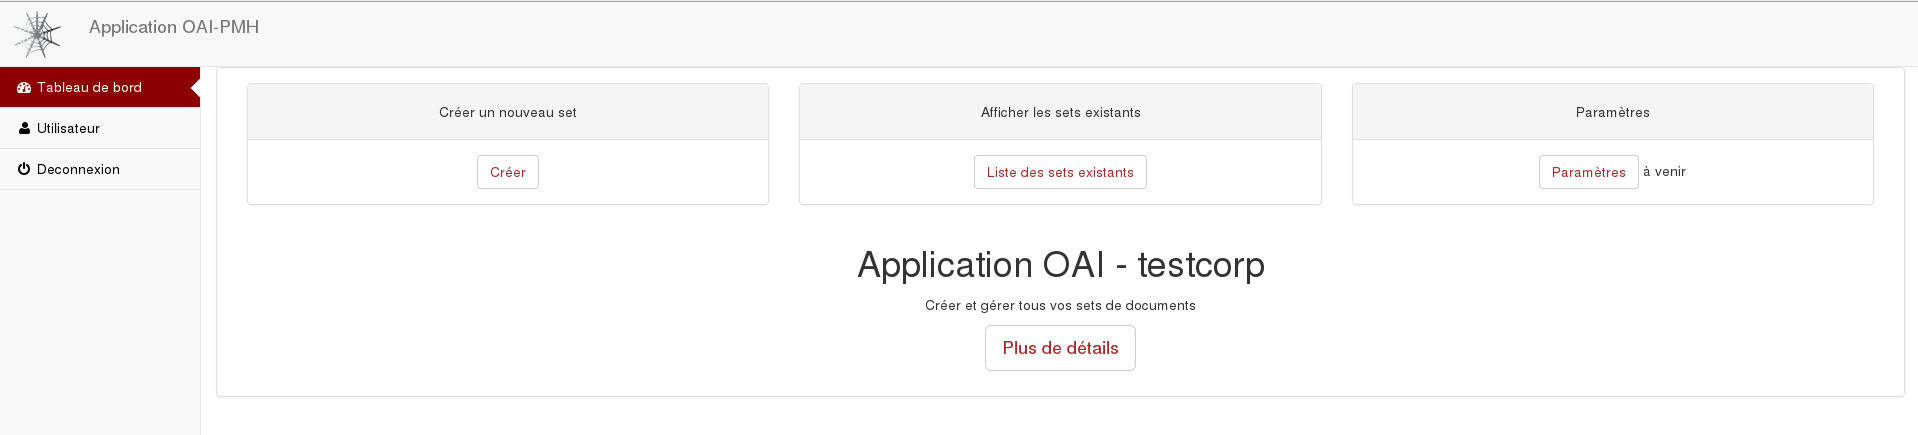 Application OAI-PMH
Tableau de bord
Utilisateur
Deconnexion
Créer un nouveau set
Créer
Afficher les sets existants
Liste des sets existants
Paramètres
Paramètres à venir
Application OAI - testcorp
Créer et gérer tous vos sets de documents
Plus de détails